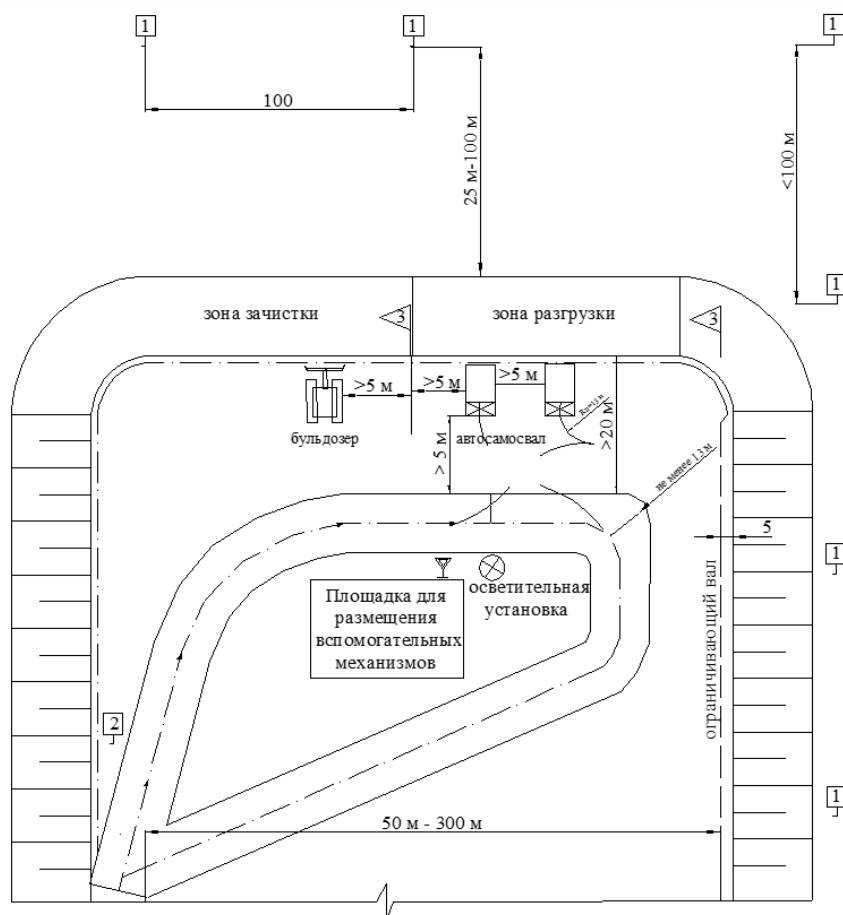 1
1
1
100
25 м-100 м
<100 м
1
зона зачистки
3
зона разгрузки
3
>5 м
>5 м
>5 м
бульдозер
> 5 м
автосамосвал
>20 м
не менее 13 м
5
1
Площадка для
размещения
вспомогательных
механизмов
осветительная
установка
ограничивающий вал
2
1
50 м - 300 м